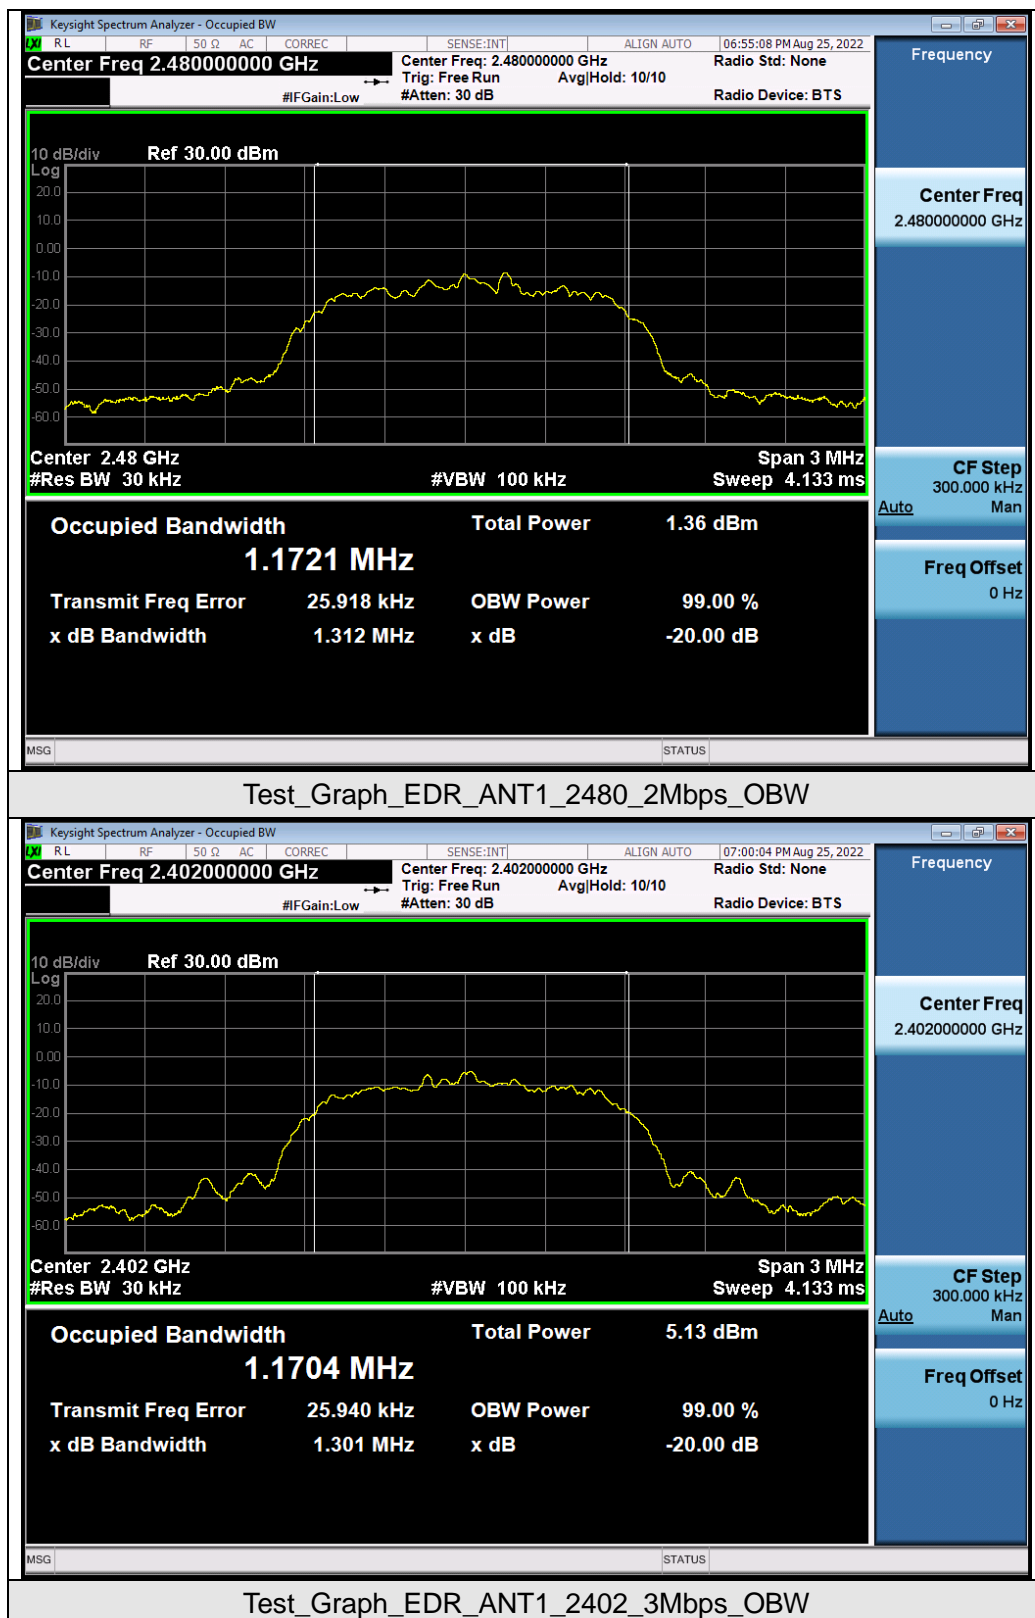 Keysight Spectrum Analyzer - Occupied BW
LXI RL RF 50 Ω AC CORREC SENSE:INT ALIGN AUTO 06:55:08 PM Aug 25, 2022
Center Freq 2.480000000 GHz Center Freq: 2.480000000 GHz Radio Std: None Frequency
Trig: Free Run Avg|Hold: 10/10
#IFGain:Low #Atten: 30 dB Radio Device: BTS
10 dB/div Ref 30.00 dBm
Log
20.0
10.0
0.00
-10.0
-20.0
-30.0
-40.0
-50.0
-60.0
Center 2.48 GHz Span 3 MHz
#Res BW 30 kHz #VBW 100 kHz Sweep 4.133 ms
Center Freq
2.480000000 GHz
CF Step
300.000 kHz
Auto Man
Freq Offset
0 Hz
Occupied Bandwidth Total Power 1.36 dBm
1.1721 MHz
Transmit Freq Error 25.918 kHz OBW Power 99.00 %
x dB Bandwidth 1.312 MHz x dB -20.00 dB
MSG STATUS
Test_Graph_EDR_ANT1_2480_2Mbps_OBW
Keysight Spectrum Analyzer - Occupied BW
LXI RL RF 50 Ω AC CORREC SENSE:INT ALIGN AUTO 07:00:04 PM Aug 25, 2022
Center Freq 2.402000000 GHz Center Freq: 2.402000000 GHz Radio Std: None Frequency
Trig: Free Run Avg|Hold: 10/10
#IFGain:Low #Atten: 30 dB Radio Device: BTS
10 dB/div Ref 30.00 dBm
Log
20.0
10.0
0.00
-10.0
-20.0
-30.0
-40.0
-50.0
-60.0
Center 2.402 GHz Span 3 MHz
#Res BW 30 kHz #VBW 100 kHz Sweep 4.133 ms
Center Freq
2.402000000 GHz
CF Step
300.000 kHz
Auto Man
Freq Offset
0 Hz
Occupied Bandwidth Total Power 5.13 dBm
1.1704 MHz
Transmit Freq Error 25.940 kHz OBW Power 99.00 %
x dB Bandwidth 1.301 MHz x dB -20.00 dB
MSG STATUS
Test_Graph_EDR_ANT1_2402_3Mbps_OBW